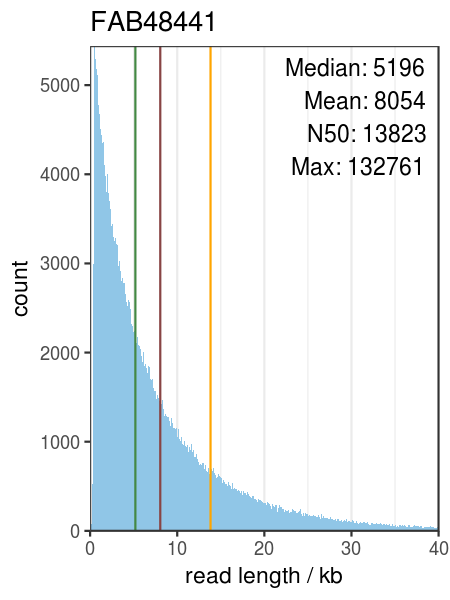 FAB48441
Median: 5196
Mean: 8054
N50: 13823
Max: 132761
count
5000
4000
3000
2000
1000
0
0 10 20 30 40
read length / kb